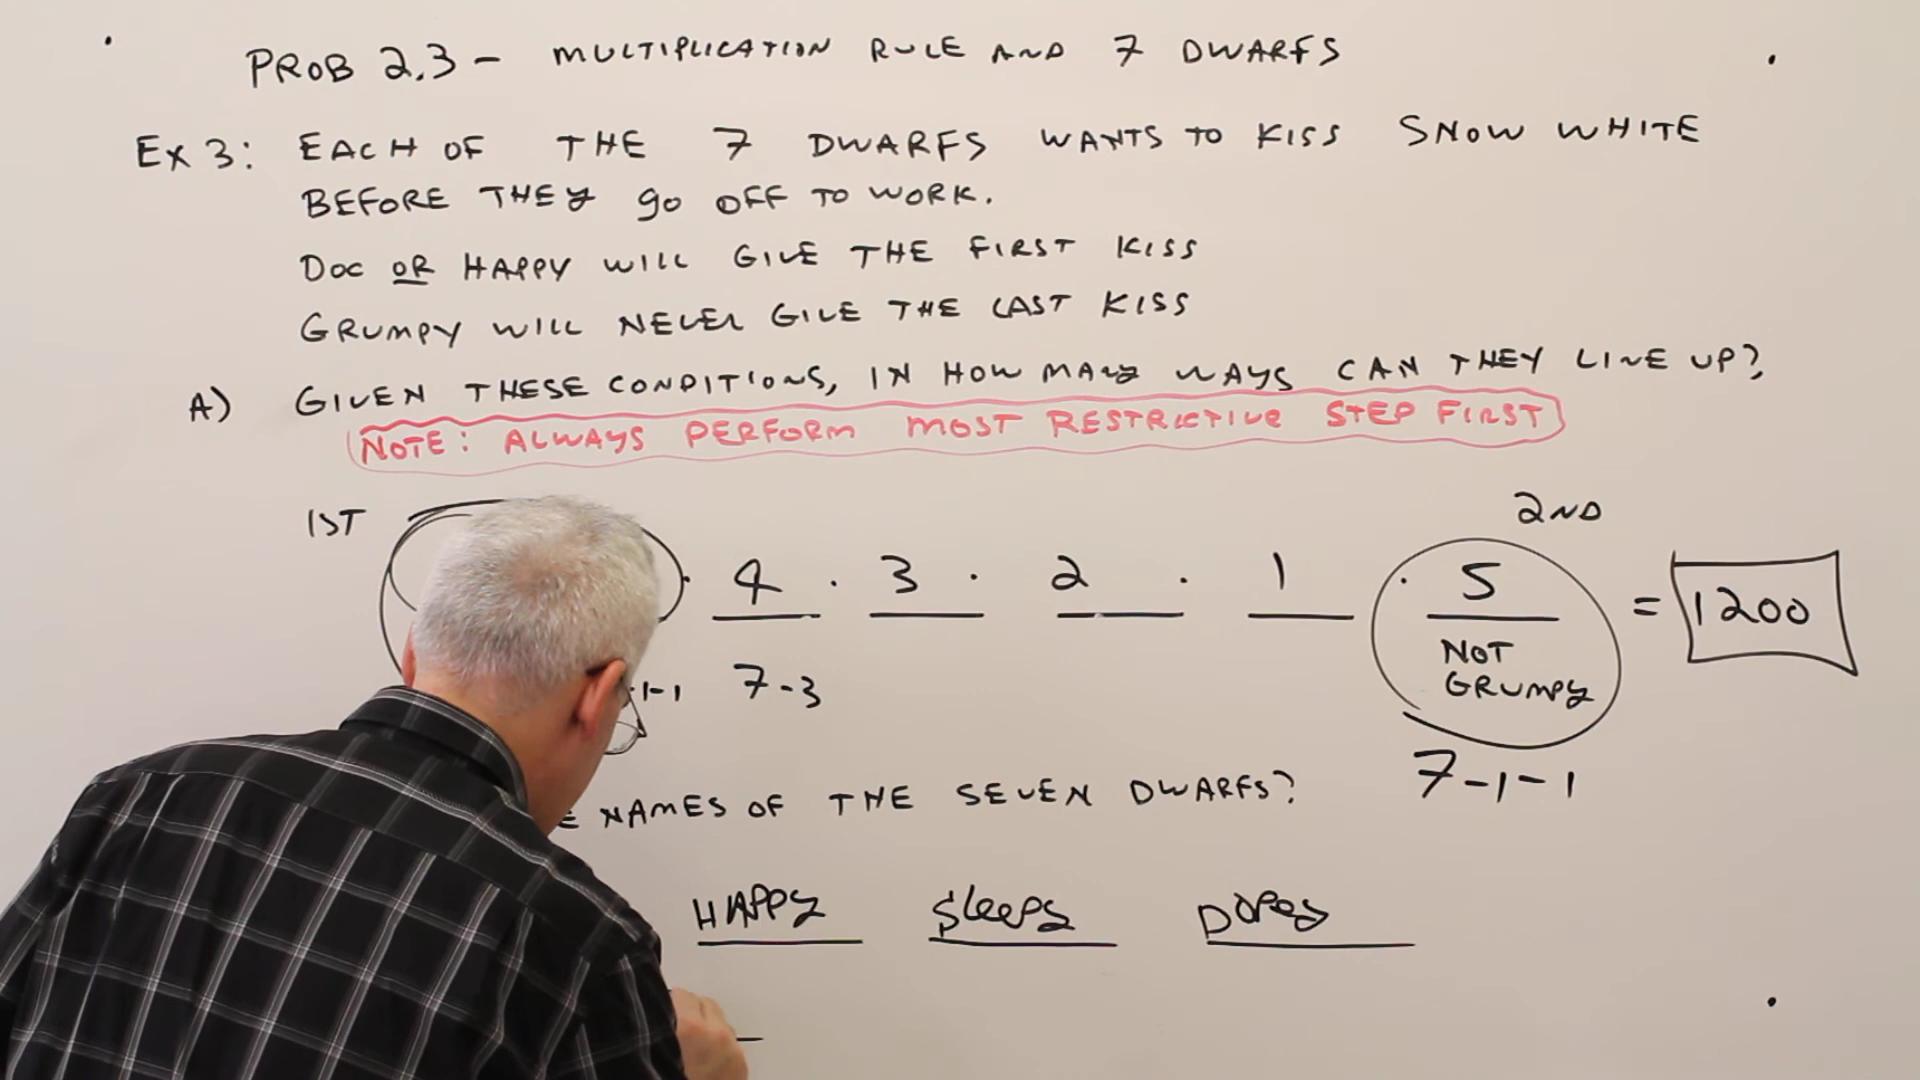 PROB 2.3 - MULTIPLICATION RULE AND 7 DWARFS
EX 3: EACH OF THE 7 DWARFS WANTS TO KISS SNOW WHITE
BEFORE THEY GO OFF TO WORK.
DOC OR HAPPY WILL GIVE THE FIRST KISS
GRUMPY WILL NEVER GIVE THE LAST KISS
A) GIVEN THESE CONDITIONS, IN HOW MANY WAYS CAN THEY LINE UP?
NOTE: ALWAYS PERFORM MOST RESTRICTIVE STEP FIRST
1ST 2ND
· 4 · 3 · 2 · 1 · 5 = 1200
NOT
GRUMPY
-1-1 7-3 7-1-1
NAMES OF THE SEVEN DWARFS?
HAPPY Sleepy DOPEY